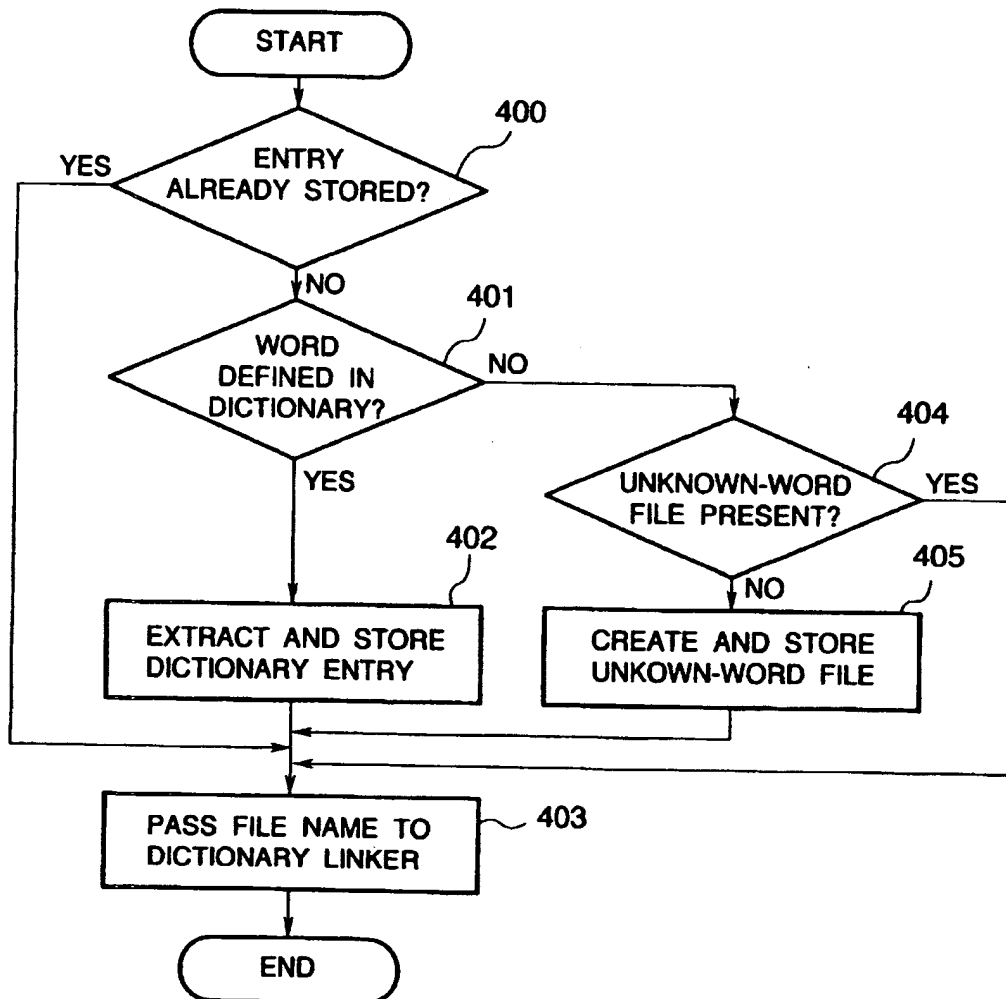 START
400
YES
ENTRY
ALREADY STORED?
NO
401
WORD
DEFINED IN
DICTIONARY?
NO
404
YES
UNKNOWN-WORD
FILE PRESENT?
YES
402
NO
405
EXTRACT AND STORE
DICTIONARY ENTRY
CREATE AND STORE
UNKOWN-WORD FILE
PASS FILE NAME TO
DICTIONARY LINKER
403
END